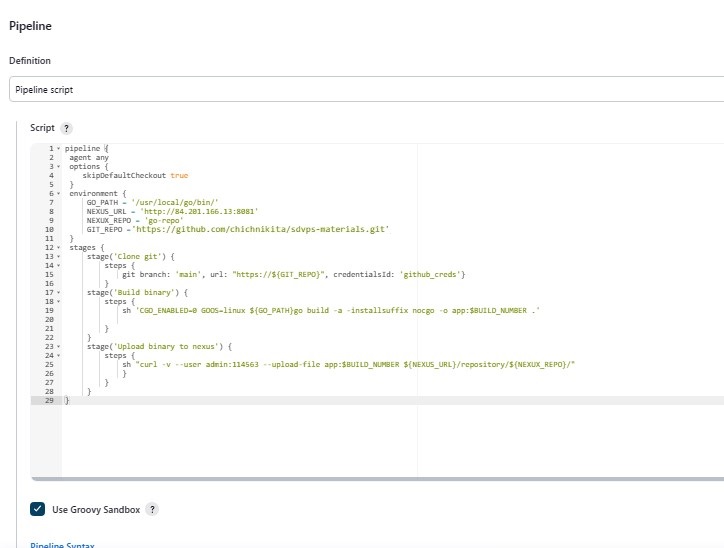 Pipeline
Definition
Pipeline script
Script ?
1 pipeline {
2 agent any
3 options {
4 skipDefaultCheckout true
5 }
6 environment {
7 GO_PATH = '/usr/local/go/bin/'
8 NEXUS_URL = 'http://84.201.166.13:8081'
9 NEXUX_REPO = 'go-repo'
10 GIT_REPO ='https://github.com/chichnikita/sdvps-materials.git'
11 }
12 stages {
13 stage('Clone git') {
14 steps {
15 git branch: 'main', url: "https://${GIT_REPO}", credentialsId: 'github_creds'}
16 }
17 stage('Build binary') {
18 steps {
19 sh 'CGO_ENABLED=0 GOOS=linux ${GO_PATH}go build -a -installsuffix nocgo -o app:$BUILD_NUMBER .'
20
21 }
22 }
23 stage('Upload binary to nexus') {
24 steps {
25 sh "curl -v --user admin:114563 --upload-file app:$BUILD_NUMBER ${NEXUS_URL}/repository/${NEXUX_REPO}/"
26 }
27 }
28 }
29 }
Use Groovy Sandbox ?
Pipeline Syntax